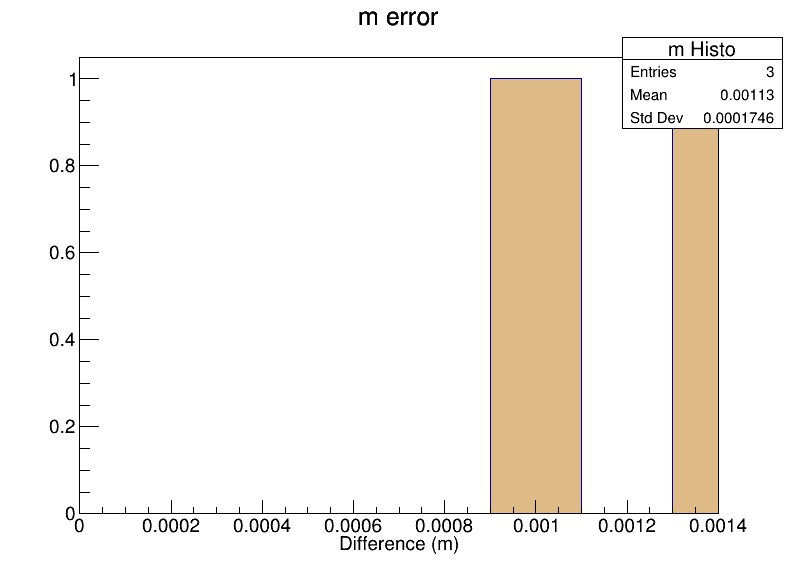 m error
m Histo
Entries 3
Mean 0.00113
Std Dev 0.0001746
1
0.8
0.6
0.4
0.2
0
0 0.0002 0.0004 0.0006 0.0008 0.001 0.0012 0.0014
Difference (m)